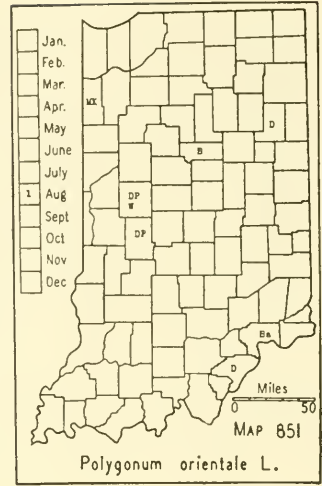 Jan.
Feb.
Mar.
Apr.
May
June
July
1 Aug
Sept
Oct
Nov
Dec
MX
D
B
DP
W
DP
Ba
D
Miles
0 50
MAP 851
Polygonum orientale L.